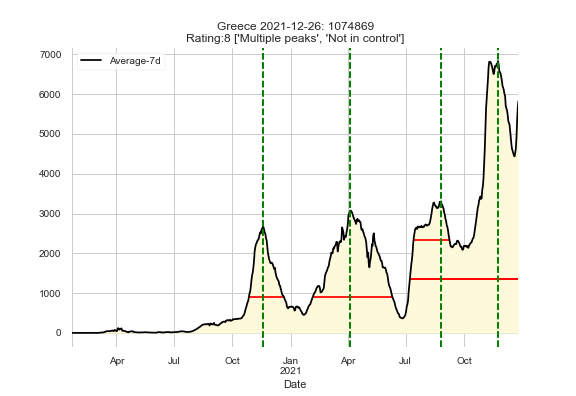 Greece 2021-12-26: 1074869
Rating:8 ['Multiple peaks', 'Not in control']
Average-7d
7000
6000
5000
4000
3000
2000
1000
0
Apr Jul Oct Jan Apr Jul Oct
2021
Date